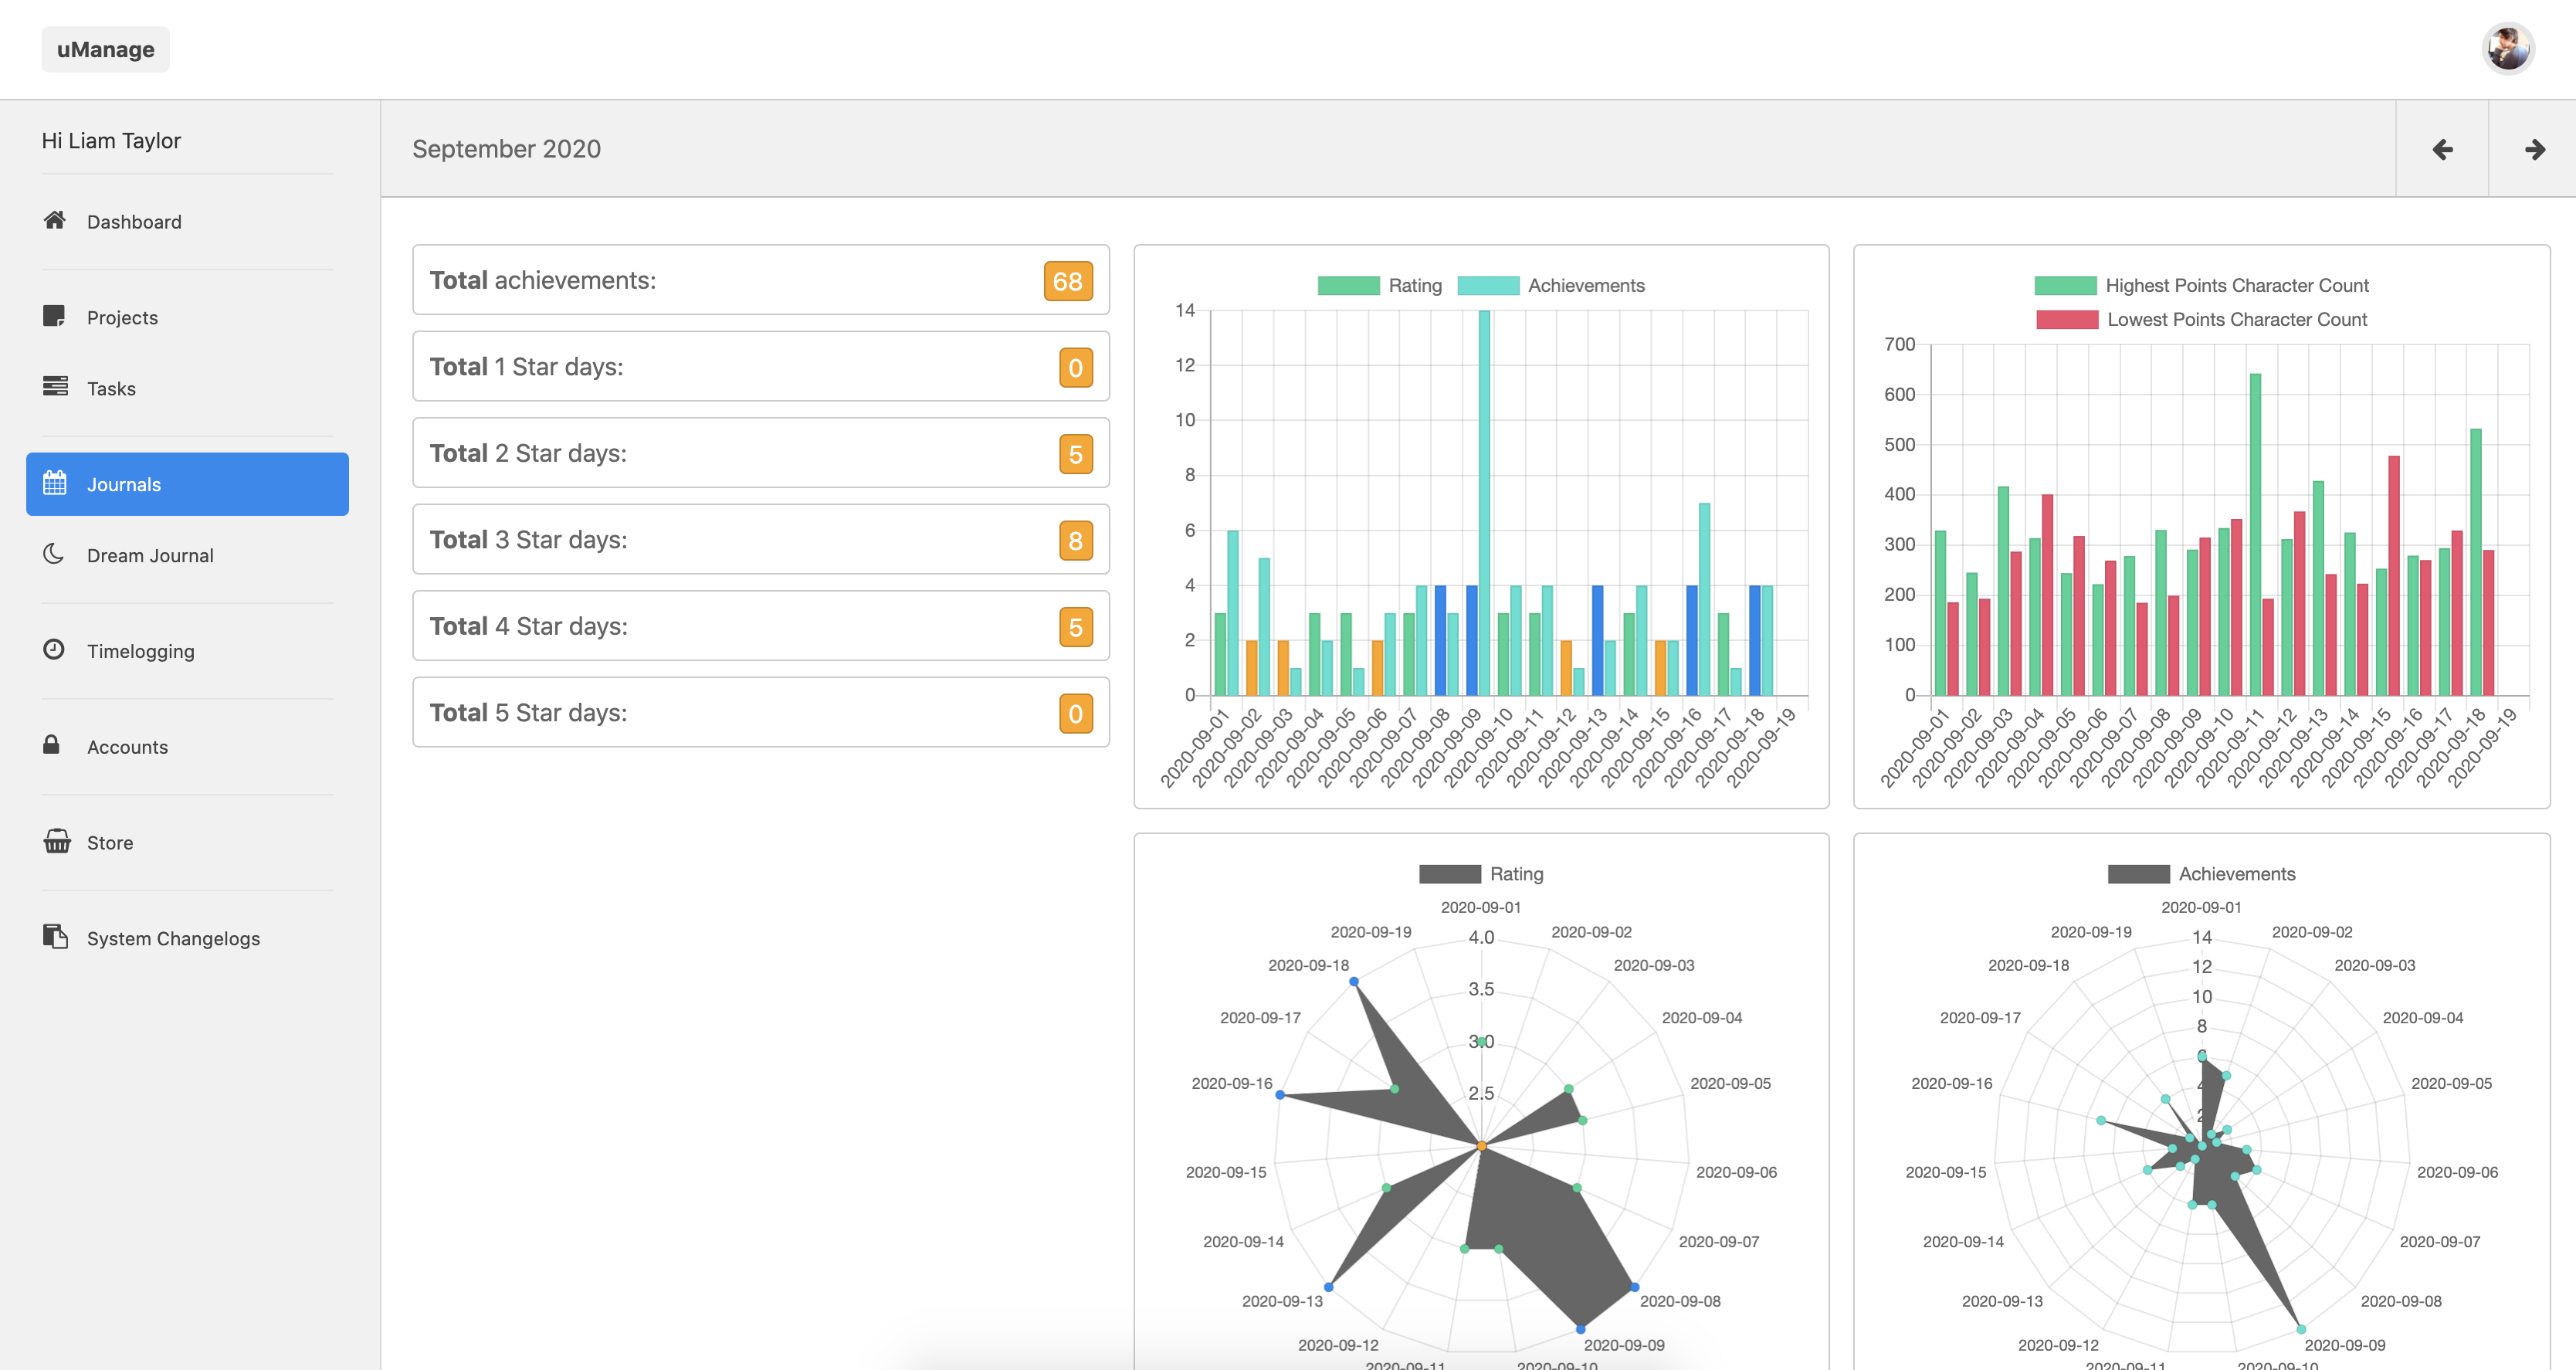 uManage
Hi Liam Taylor
Dashboard
Projects
Tasks
Journals
Dream Journal
Timelogging
Accounts
Store
System Changelogs
September 2020
Total achievements: 68
Total 1 Star days: 0
Total 2 Star days: 5
Total 3 Star days: 8
Total 4 Star days: 5
Total 5 Star days: 0
Rating Achievements
14
12
10
8
6
4
2
0
2020-09-01 2020-09-02 2020-09-03 2020-09-04 2020-09-05 2020-09-06 2020-09-07 2020-09-08 2020-09-09 2020-09-10 2020-09-11 2020-09-12 2020-09-13 2020-09-14 2020-09-15 2020-09-16 2020-09-17 2020-09-18 2020-09-19
Highest Points Character Count
Lowest Points Character Count
700
600
500
400
300
200
100
0
2020-09-01 2020-09-02 2020-09-03 2020-09-04 2020-09-05 2020-09-06 2020-09-07 2020-09-08 2020-09-09 2020-09-10 2020-09-11 2020-09-12 2020-09-13 2020-09-14 2020-09-15 2020-09-16 2020-09-17 2020-09-18 2020-09-19
Rating
2020-09-01
2020-09-19 4.0 2020-09-02
2020-09-18 2020-09-03
3.5
2020-09-17 2020-09-04
3.0
2020-09-16 2.5 2020-09-05
2020-09-15 2020-09-06
2020-09-14 2020-09-07
2020-09-13 2020-09-08
2020-09-12 2020-09-09
2020-09-11 2020-09-10
Achievements
2020-09-01
2020-09-19 14 2020-09-02
2020-09-18 12 2020-09-03
10
2020-09-17 8 2020-09-04
6
2020-09-16 4 2020-09-05
2
2020-09-15 2020-09-06
2020-09-14 2020-09-07
2020-09-13 2020-09-08
2020-09-12 2020-09-09
2020-09-11 2020-09-10